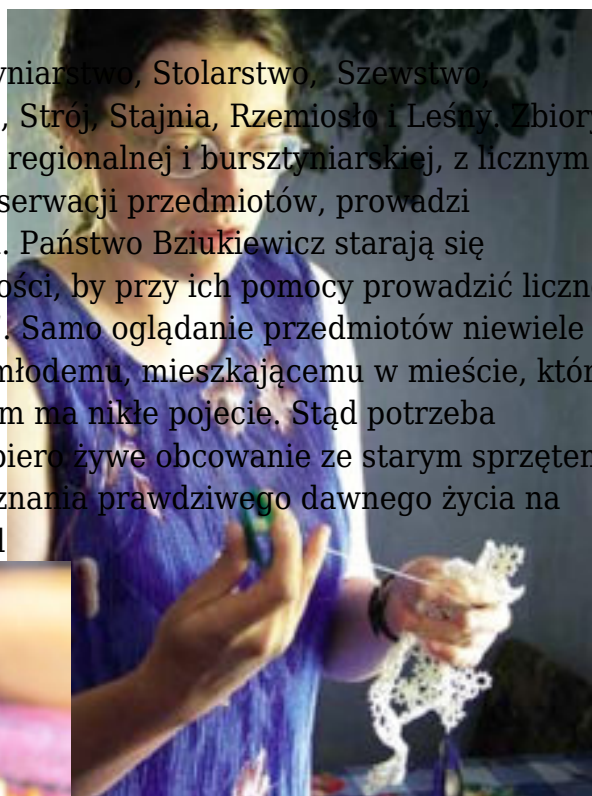 yniarstwo, Stolarstwo, Szewstwo,
, Strój, Stajnia, Rzemiosło i Leśny. Zbiory
regionalnej i bursztyniarskiej, z licznym
serwacji przedmiotów, prowadzi
. Państwo Bziukiewicz starają się
ości, by przy ich pomocy prowadzić liczn
. Samo oglądanie przedmiotów niewiele
młodemu, mieszkającemu w mieście, któr
m ma nikłe pojecie. Stąd potrzeba
piero żywe obcowanie ze starym sprzętem
znania prawdziwego dawnego życia na